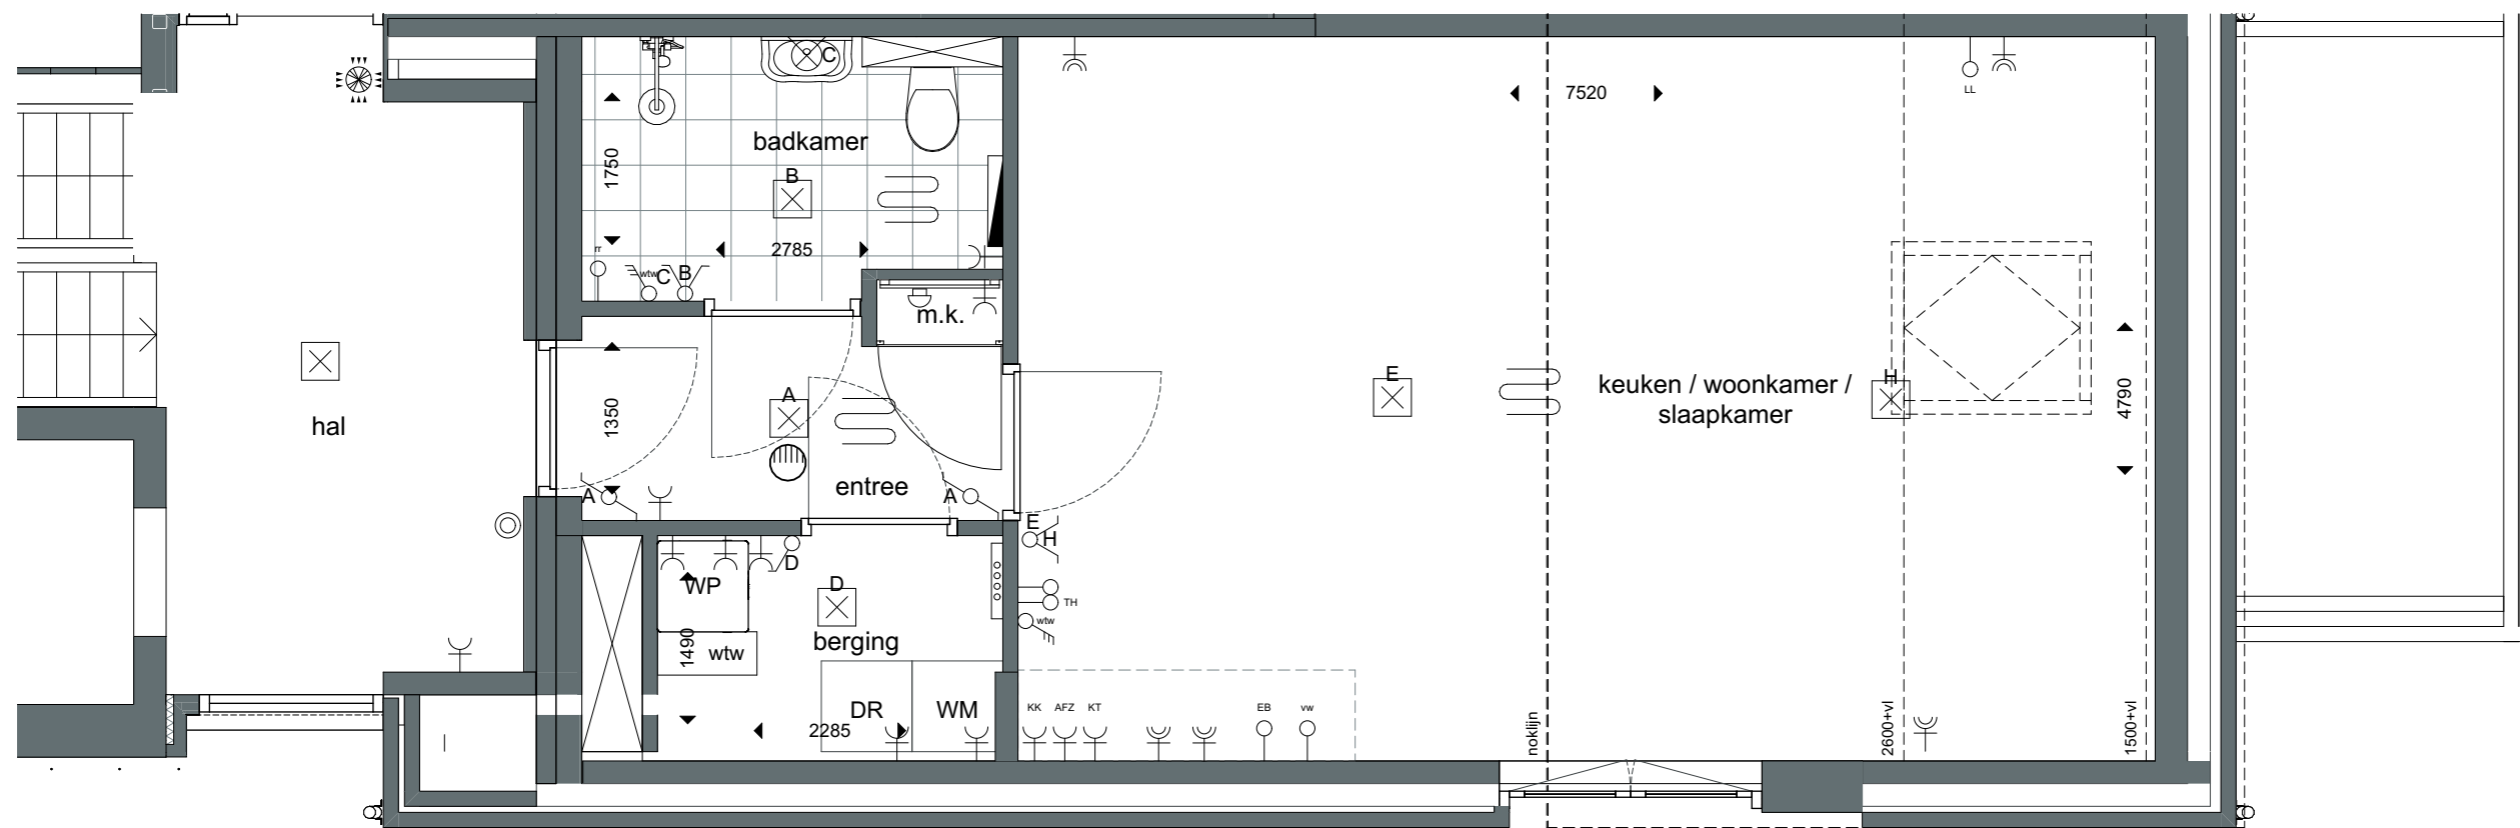 C
7520
LL
badkamer
1750
B
2785
rr
wtw
C
B
m.k.
hal
1350
A
E
keuken / woonkamer /
slaapkamer
H
4790
entree
A
A
E
H
D
WP
D
TH
wtw
berging
1490
wtw
DR
WM
2285
KK
AFZ
KT
EB
vw
noklijn
2600+vl
1500+vl